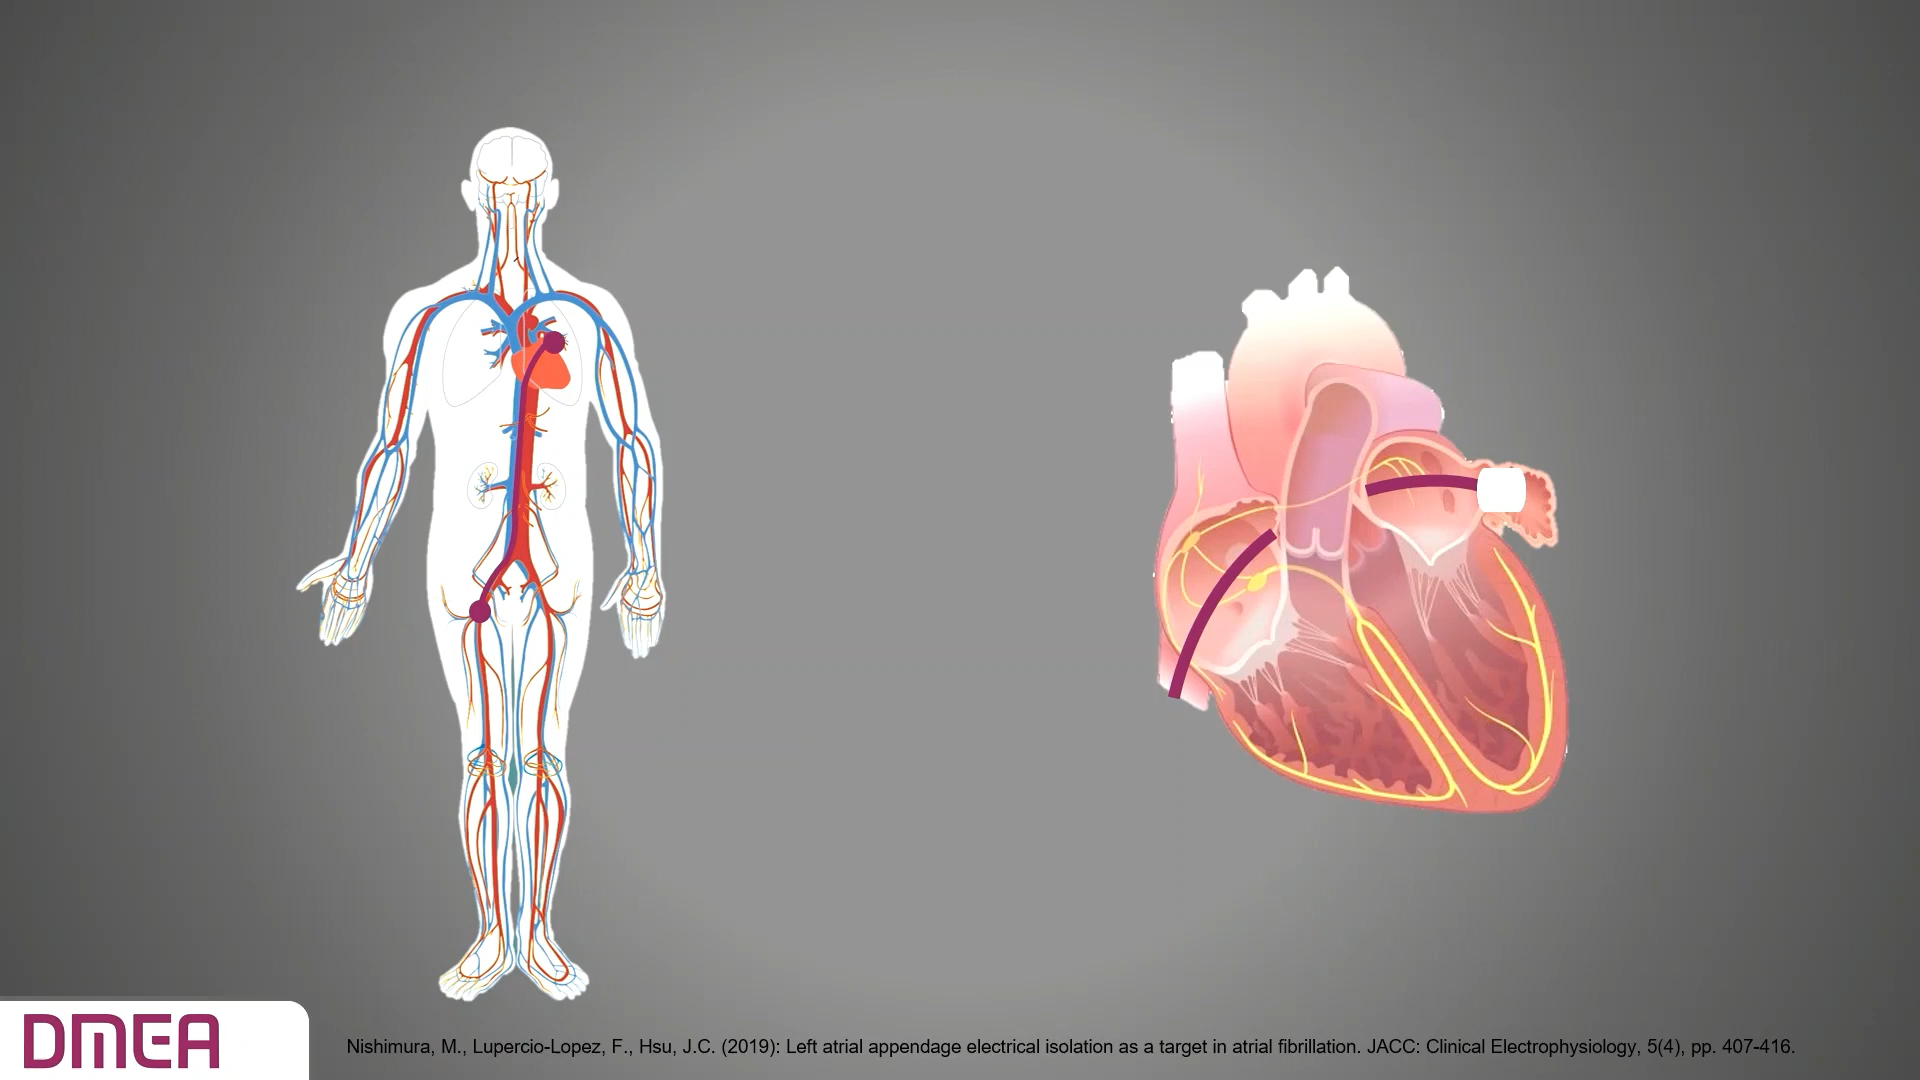 DMEA
Nishimura, M., Lupercio-Lopez, F., Hsu, J.C. (2019): Left atrial appendage electrical isolation as a target in atrial fibrillation. JACC: Clinical Electrophysiology, 5(4), pp. 407-416.